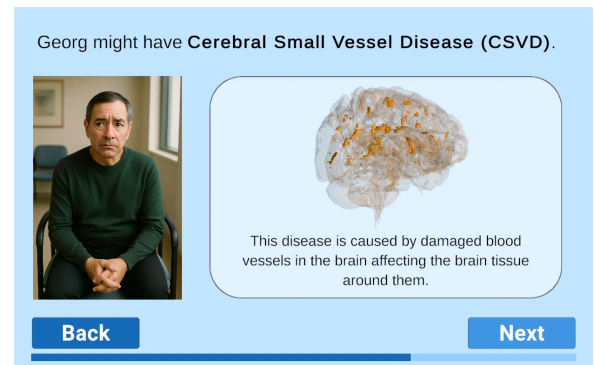 Georg might have Cerebral Small Vessel Disease (CSVD).
This disease is caused by damaged blood
vessels in the brain affecting the brain tissue
around them.
Back
Next